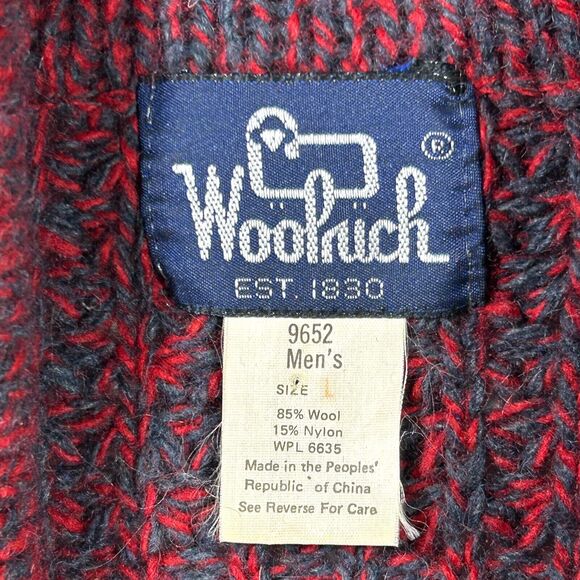 ®
Woolrich
EST. 1830
9652
Men's
SIZE L
85% Wool
15% Nylon
WPL 6635
Made in the Peoples'
Republic of China
See Reverse For Care